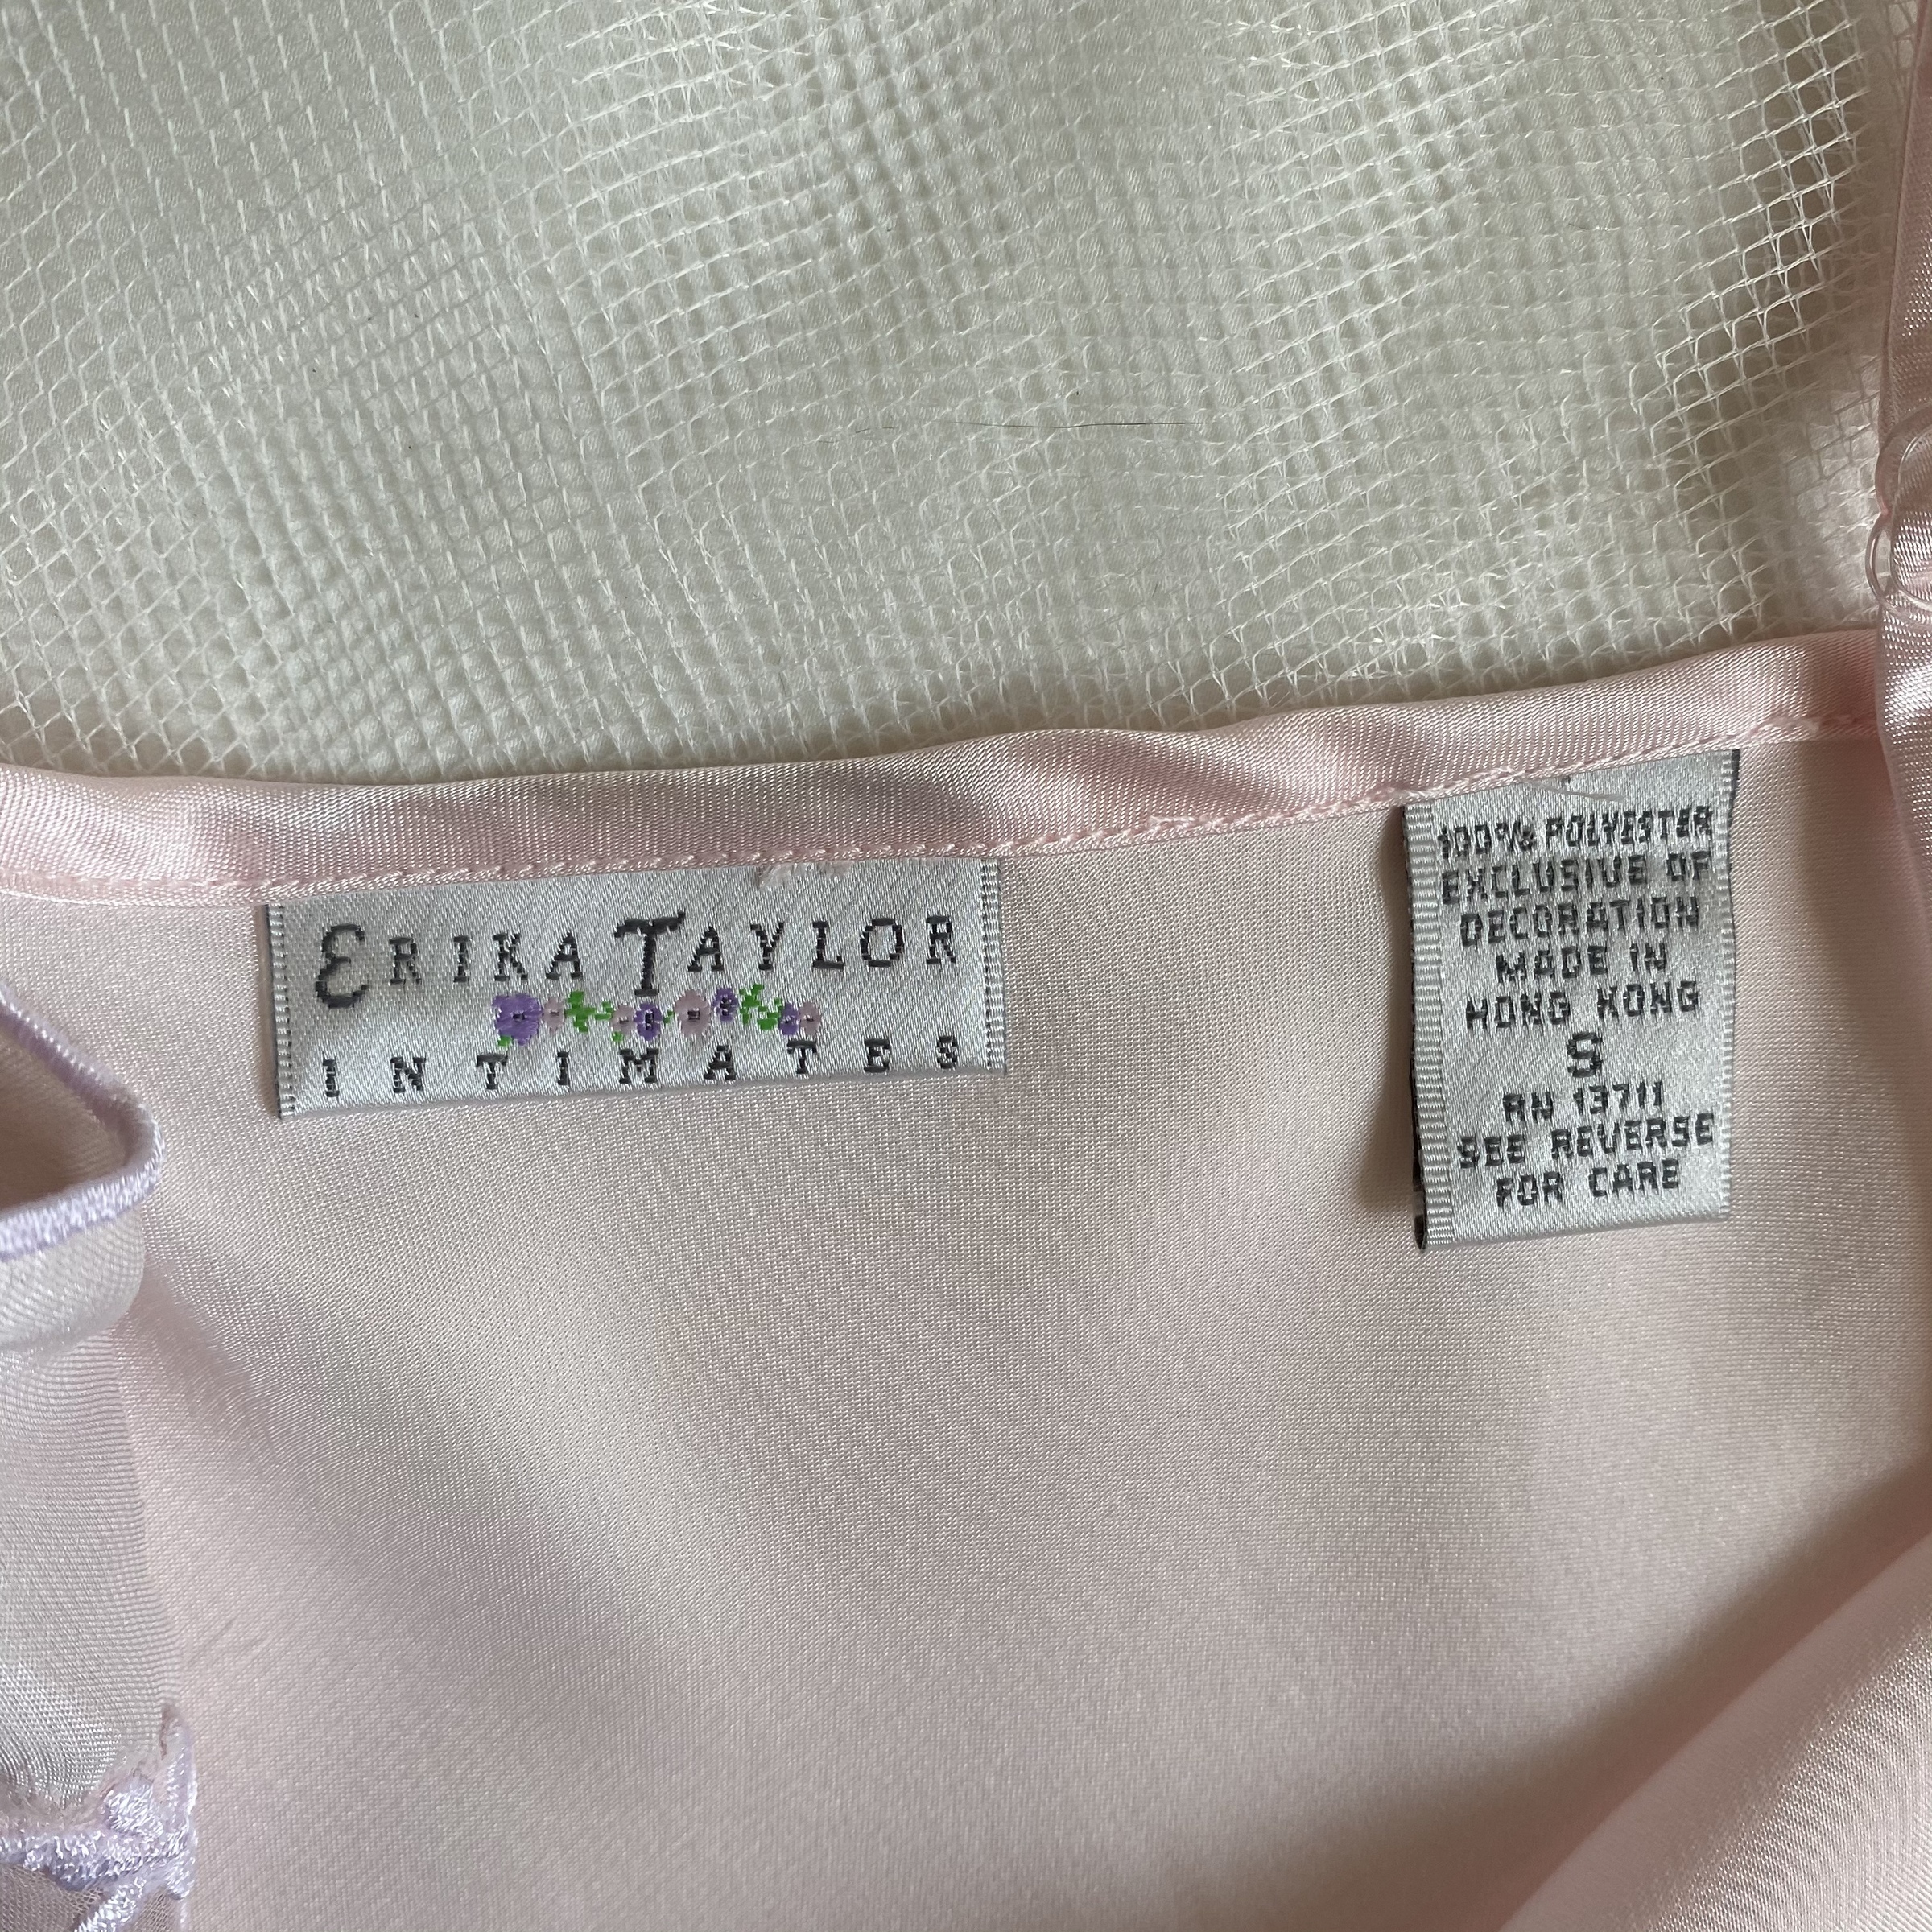 ERIKA TAYLOR
INTIMATES
100% POLYESTER
EXCLUSIVE OF
DECORATION
MADE IN
HONG KONG
S
RN 13711
SEE REVERSE
FOR CARE